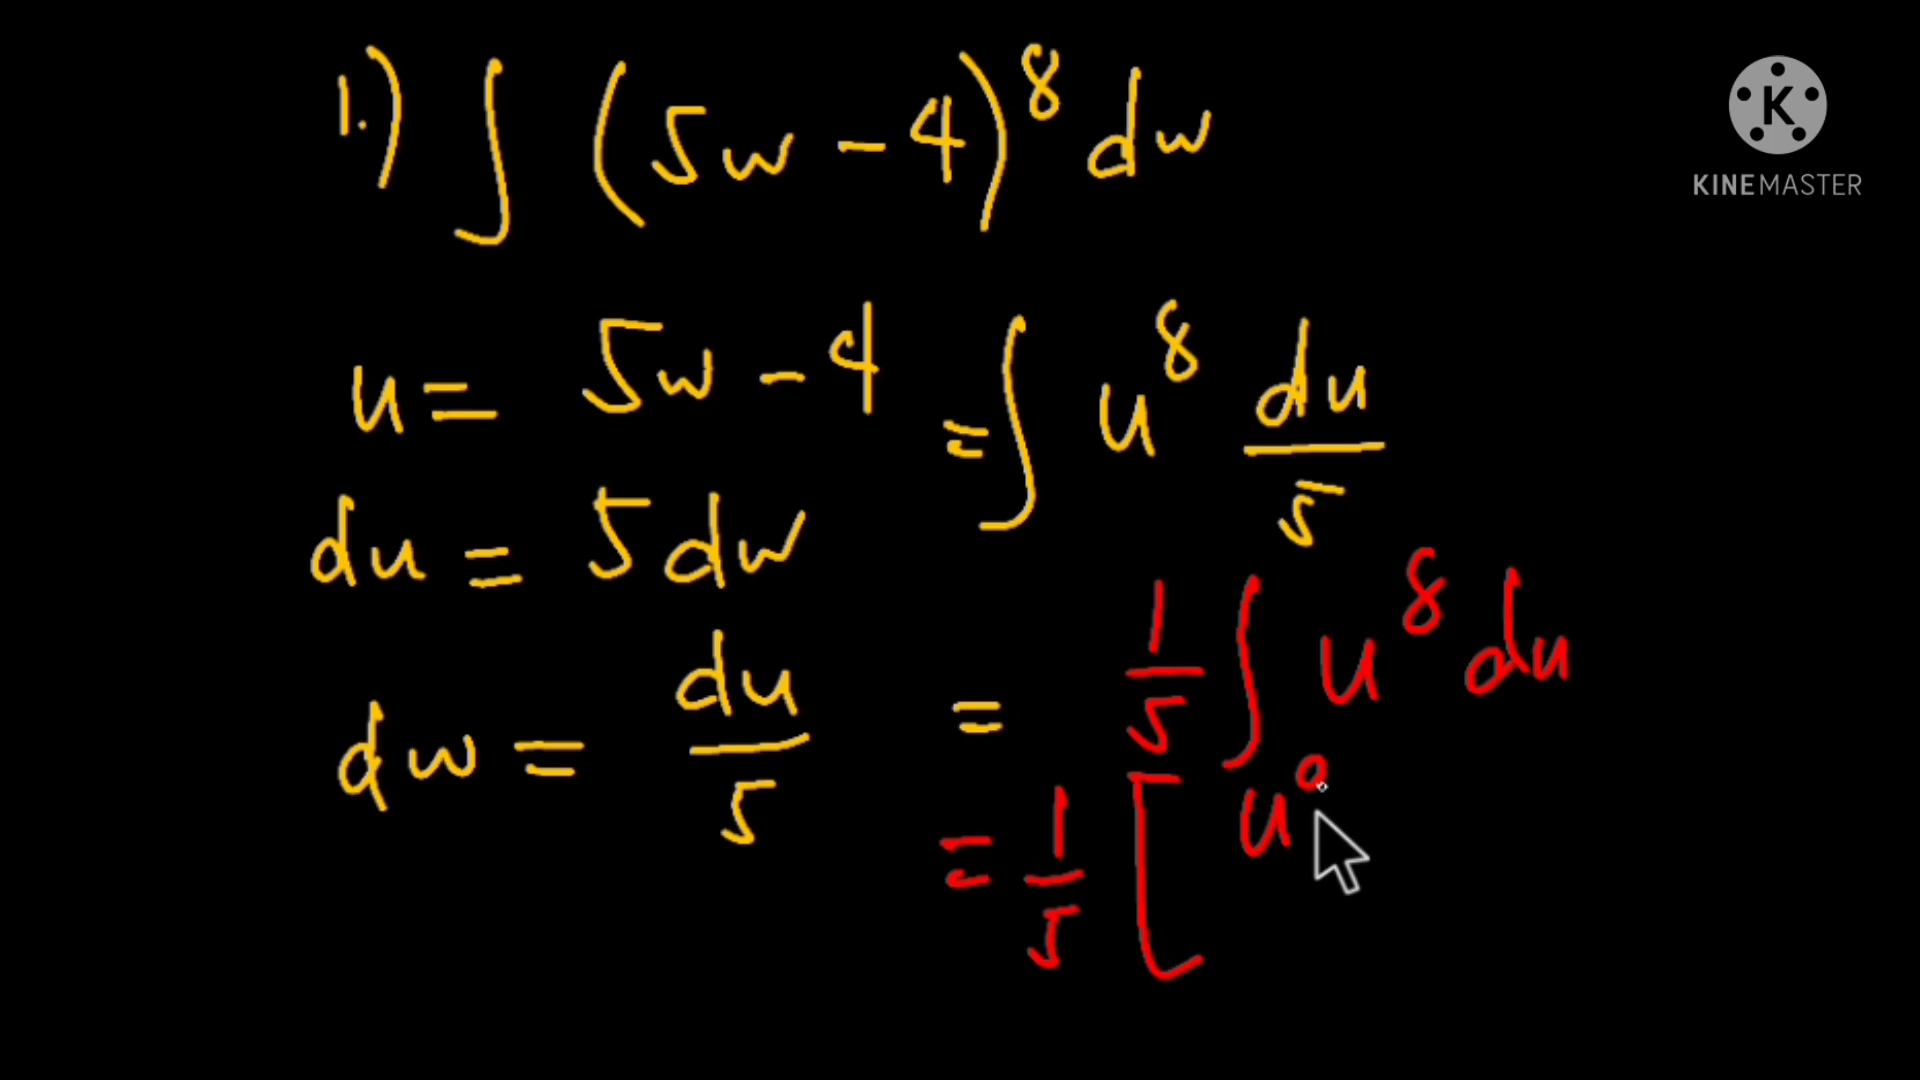 1.) ∫ (5w - 4)⁸ dw
K
KINEMASTER
u = 5w - 4
= ∫ u⁸ du/5
du = 5dw
dw = du/5
= 1/5 ∫ u⁸ du
= 1/5 [ u